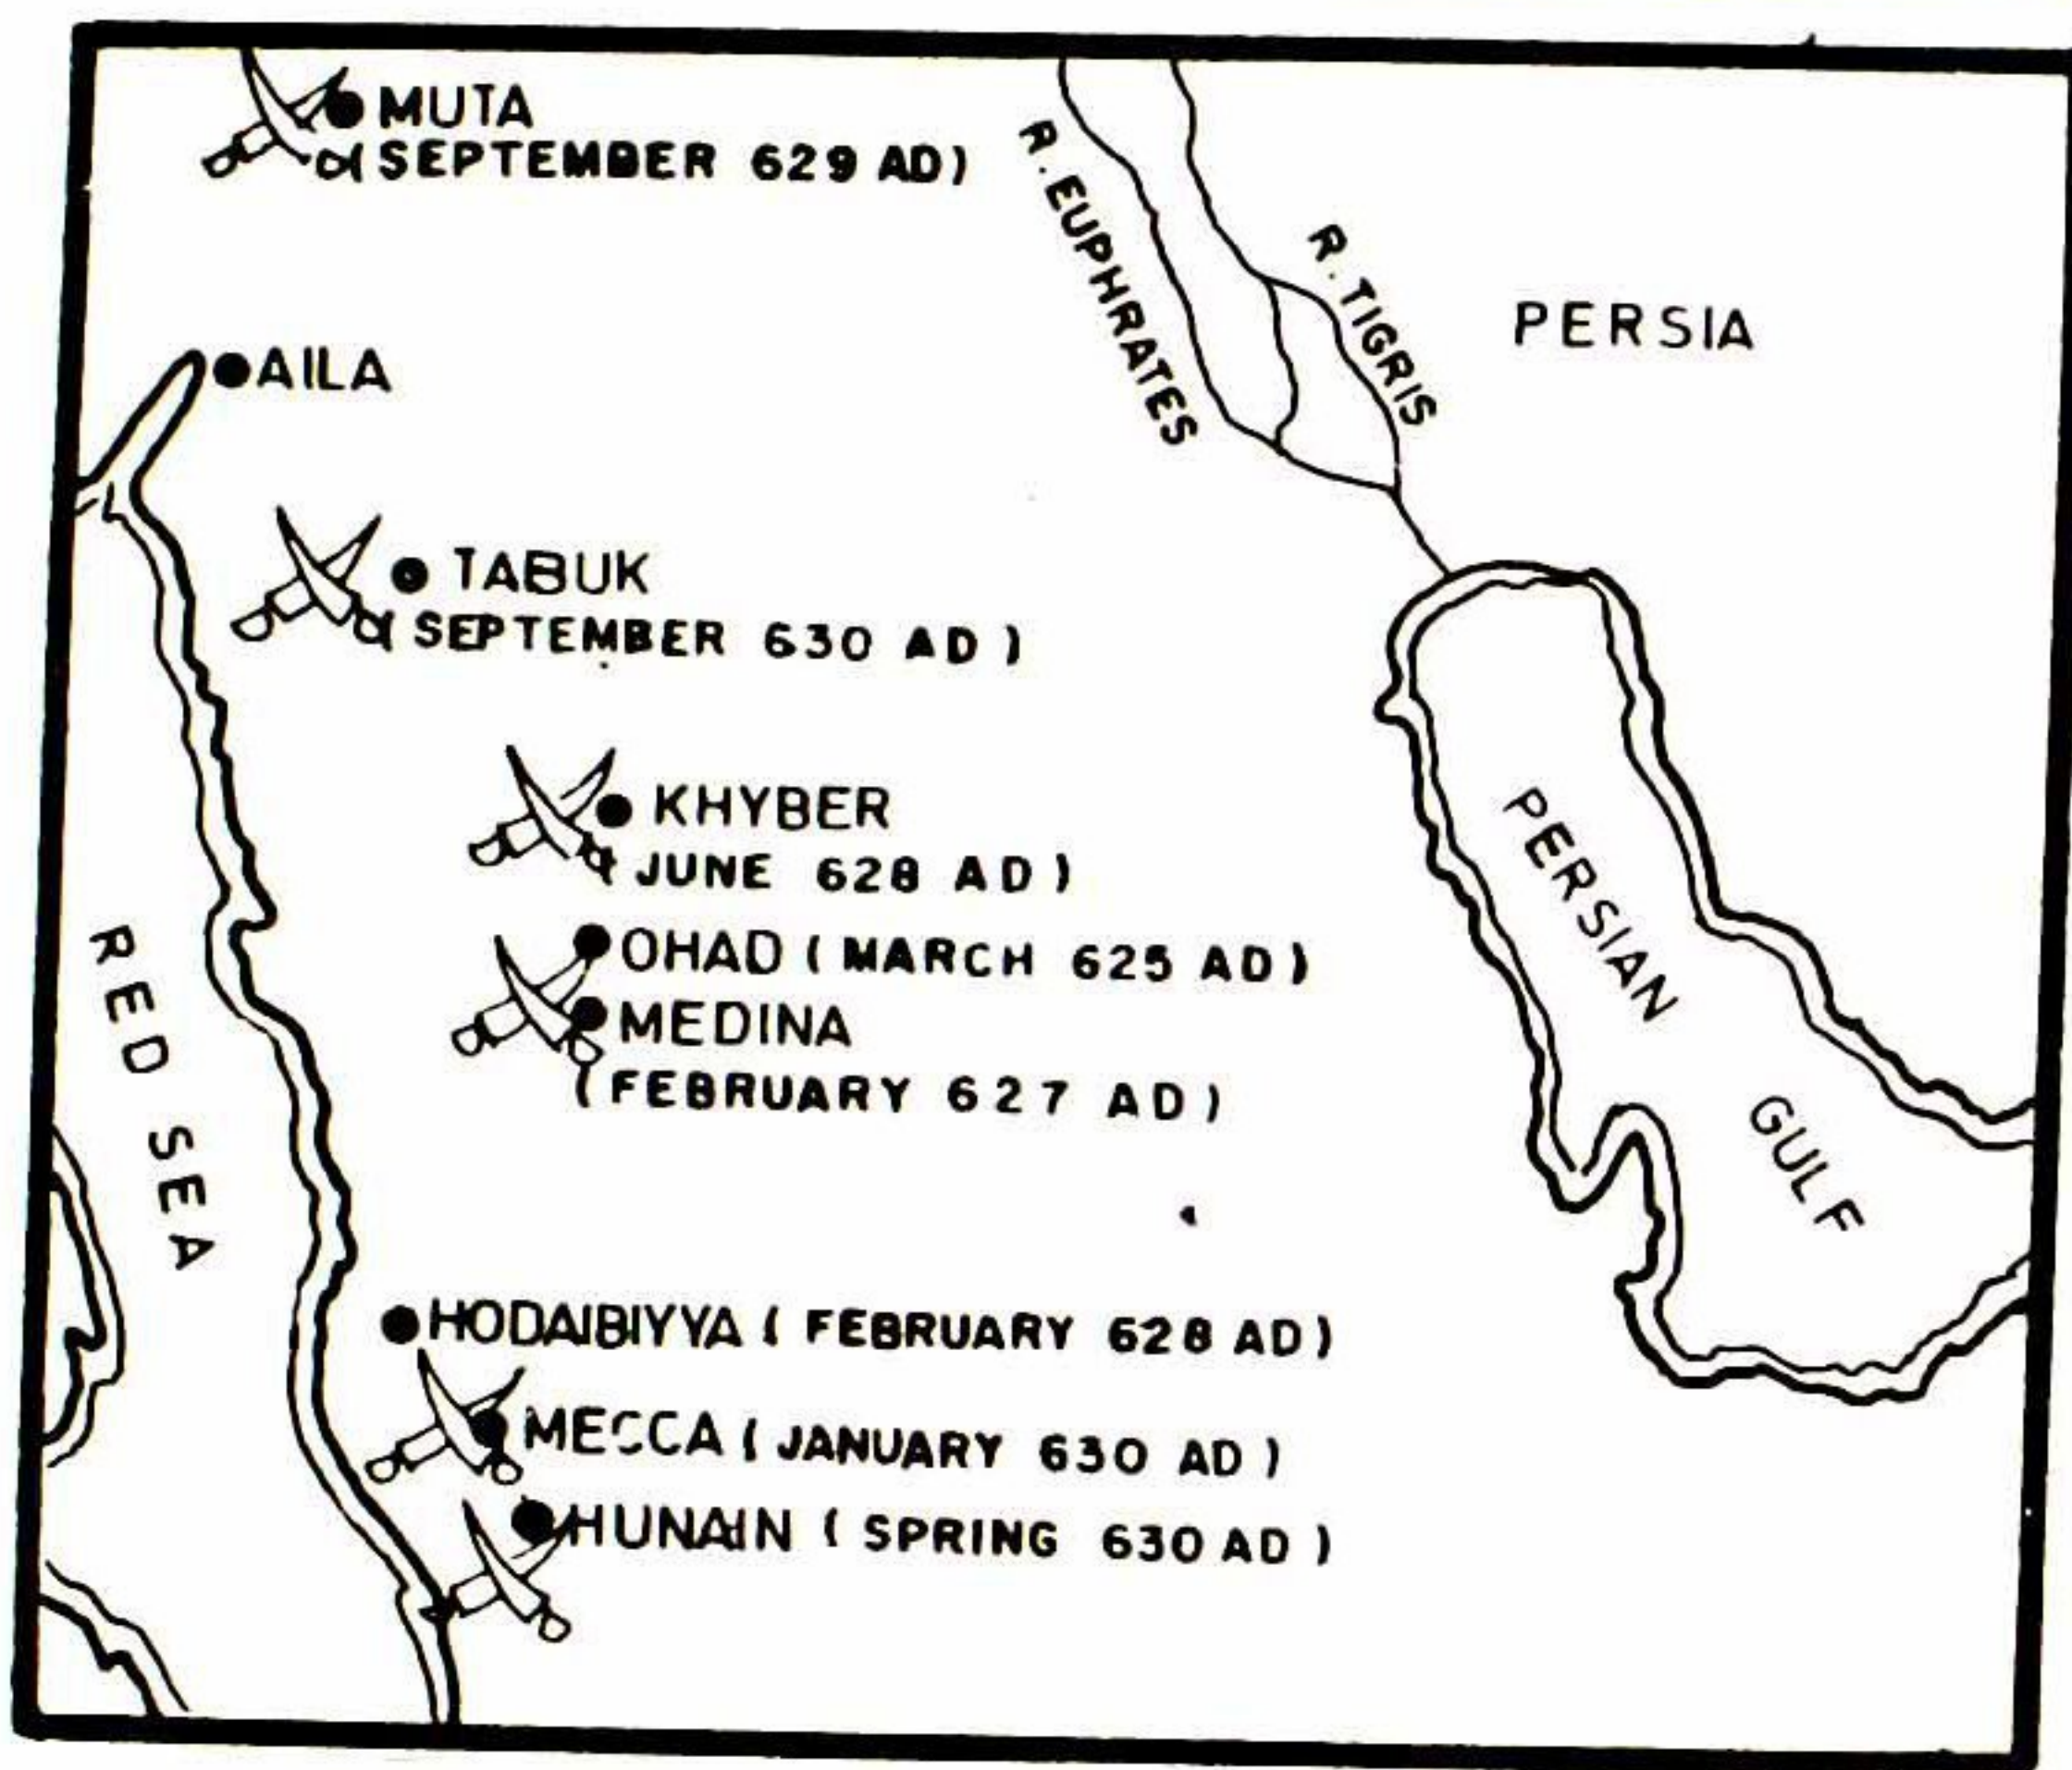 MUTA
(SEPTEMBER 629 AD)
R. EUPHRATES
R. TIGRIS
PERSIA
AILA
TABUK
( SEPTEMBER 630 AD )
KHYBER
( JUNE 628 AD )
OHAD ( MARCH 625 AD )
MEDINA
( FEBRUARY 627 AD )
PERSIAN GULF
RED SEA
HODAIBIYYA ( FEBRUARY 628 AD )
MECCA ( JANUARY 630 AD )
HUNAIN ( SPRING 630 AD )